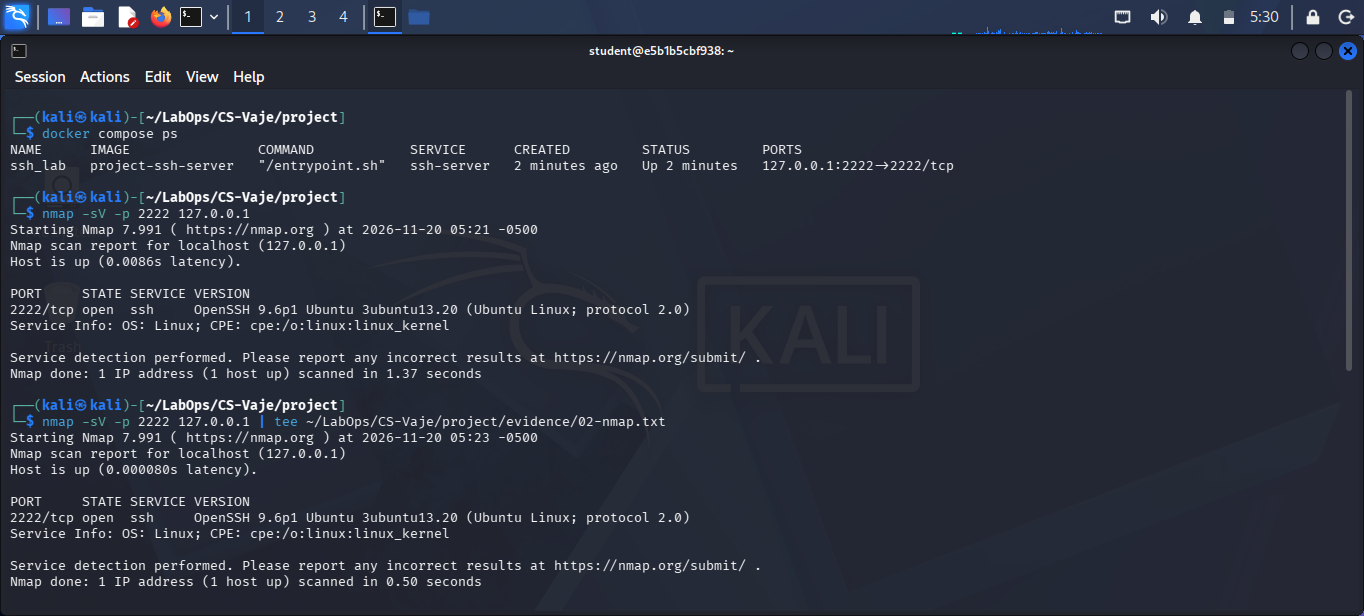 1 2 3 4 5:30
student@e5b1b5cbf938: ~
Session Actions Edit View Help
┌──(kali㉿kali)-[~/LabOps/CS-Vaje/project]
└─$ docker compose ps
NAME IMAGE COMMAND SERVICE CREATED STATUS PORTS
ssh_lab project-ssh-server "/entrypoint.sh" ssh-server 2 minutes ago Up 2 minutes 127.0.0.1:2222->2222/tcp
┌──(kali㉿kali)-[~/LabOps/CS-Vaje/project]
└─$ nmap -sV -p 2222 127.0.0.1
Starting Nmap 7.991 ( https://nmap.org ) at 2026-11-20 05:21 -0500
Nmap scan report for localhost (127.0.0.1)
Host is up (0.0086s latency).
PORT STATE SERVICE VERSION
2222/tcp open ssh OpenSSH 9.6p1 Ubuntu 3ubuntu13.20 (Ubuntu Linux; protocol 2.0)
Service Info: OS: Linux; CPE: cpe:/o:linux:linux_kernel
Trash
KALI
Service detection performed. Please report any incorrect results at https://nmap.org/submit/ .
Nmap done: 1 IP address (1 host up) scanned in 1.37 seconds
┌──(kali㉿kali)-[~/LabOps/CS-Vaje/project]
└─$ nmap -sV -p 2222 127.0.0.1 | tee ~/LabOps/CS-Vaje/project/evidence/02-nmap.txt
Starting Nmap 7.991 ( https://nmap.org ) at 2026-11-20 05:23 -0500
Nmap scan report for localhost (127.0.0.1)
Host is up (0.000080s latency).
PORT STATE SERVICE VERSION
2222/tcp open ssh OpenSSH 9.6p1 Ubuntu 3ubuntu13.20 (Ubuntu Linux; protocol 2.0)
Service Info: OS: Linux; CPE: cpe:/o:linux:linux_kernel
Service detection performed. Please report any incorrect results at https://nmap.org/submit/ .
Nmap done: 1 IP address (1 host up) scanned in 0.50 seconds